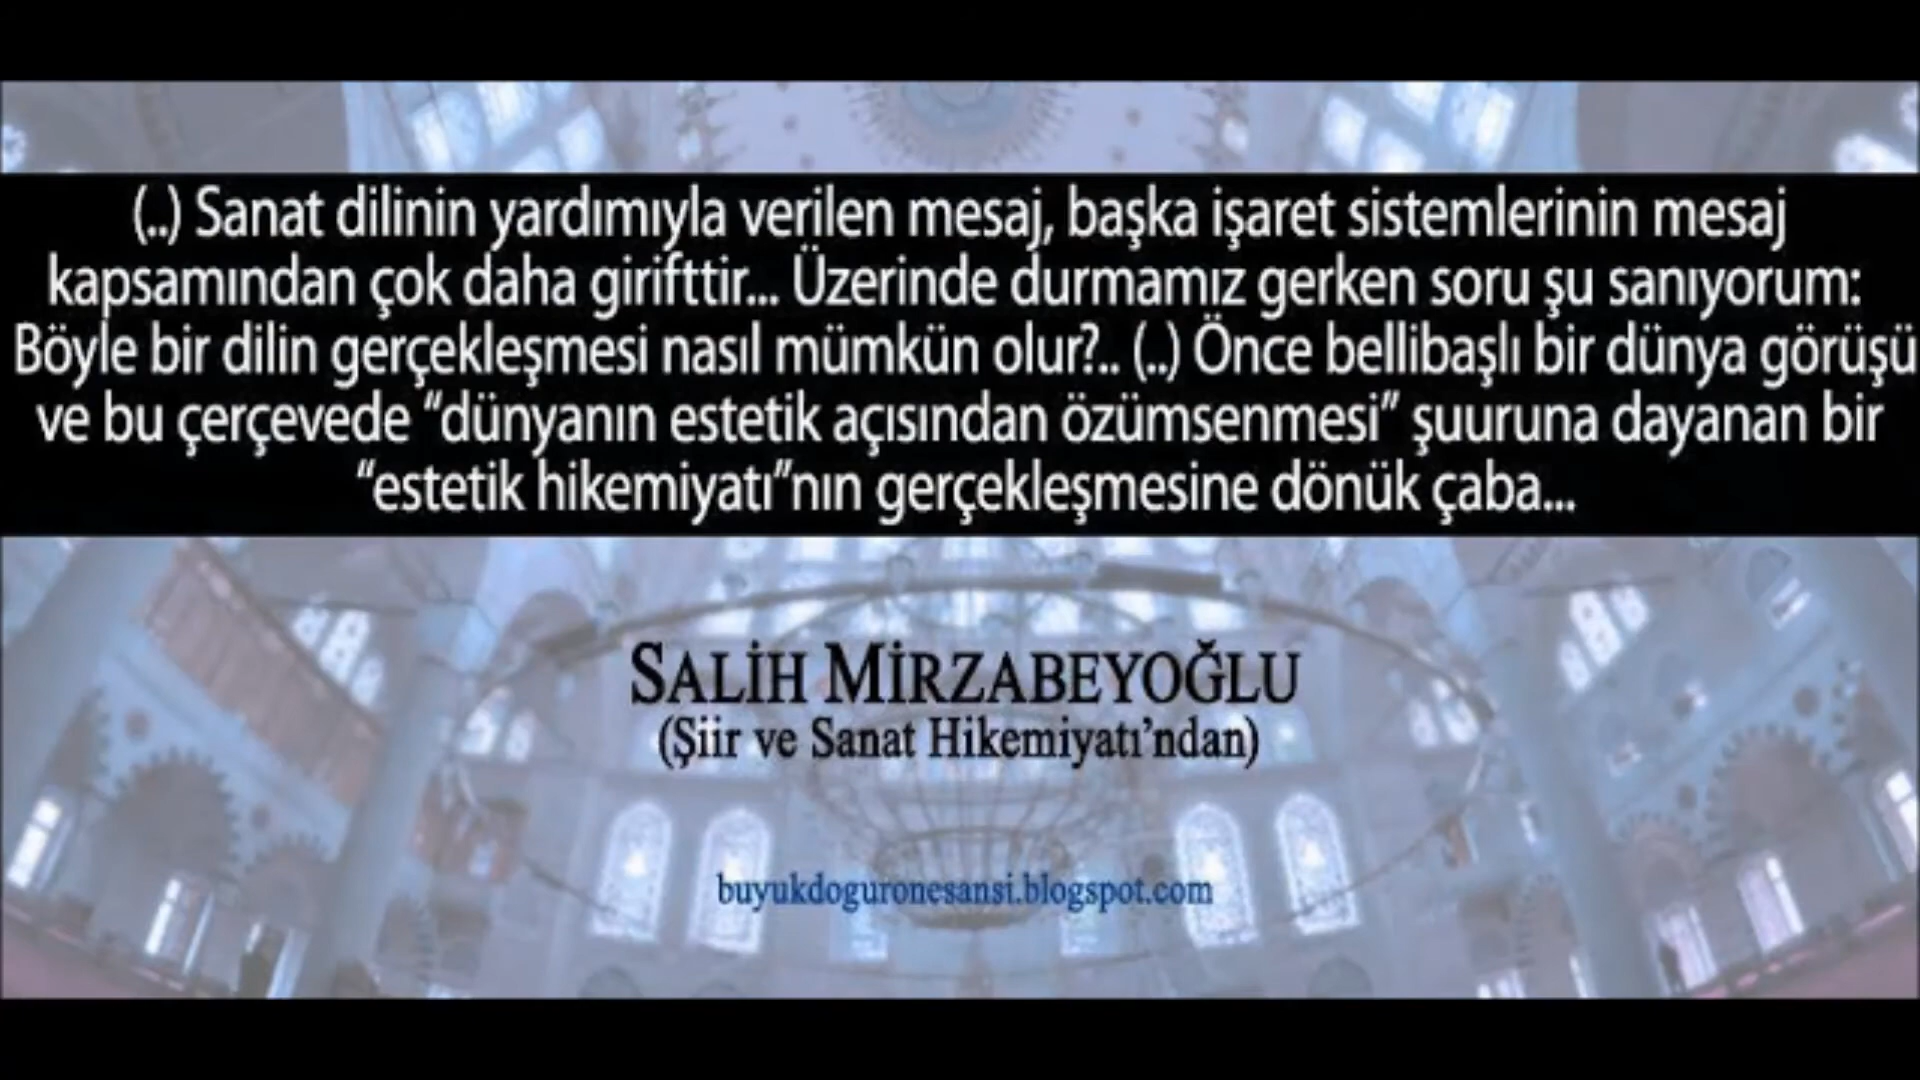 (..) Sanat dilinin yardımıyla verilen mesaj, başka işaret sistemlerinin mesaj
kapsamından çok daha girifttir... Üzerinde durmamız gerken soru şu sanıyorum:
Böyle bir dilin gerçekleşmesi nasıl mümkün olur?.. (..) Önce bellibaşlı bir dünya görüşü
ve bu çerçevede “dünyanın estetik açısından özümsenmesi” şuuruna dayanan bir
“estetik hikemiyatı”nın gerçekleşmesine dönük çaba...
SALİH MİRZABEYOĞLU
(Şiir ve Sanat Hikemiyatı’ndan)
buyukdoguronesansi.blogspot.com